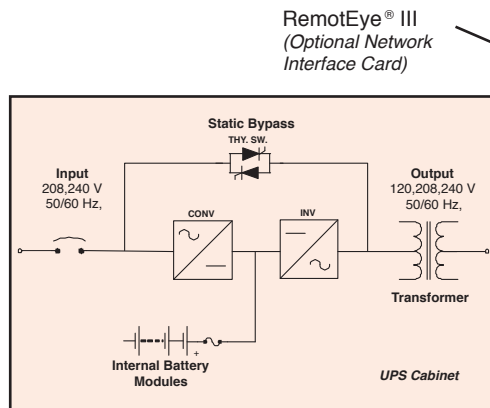 RemotEye® III
(Optional Network
Interface Card)
Static Bypass
THY. SW.
Input
208,240 V
50/60 Hz,
Output
120,208,240 V
50/60 Hz,
CONV
INV
Transformer
+
Internal Battery
Modules
UPS Cabinet